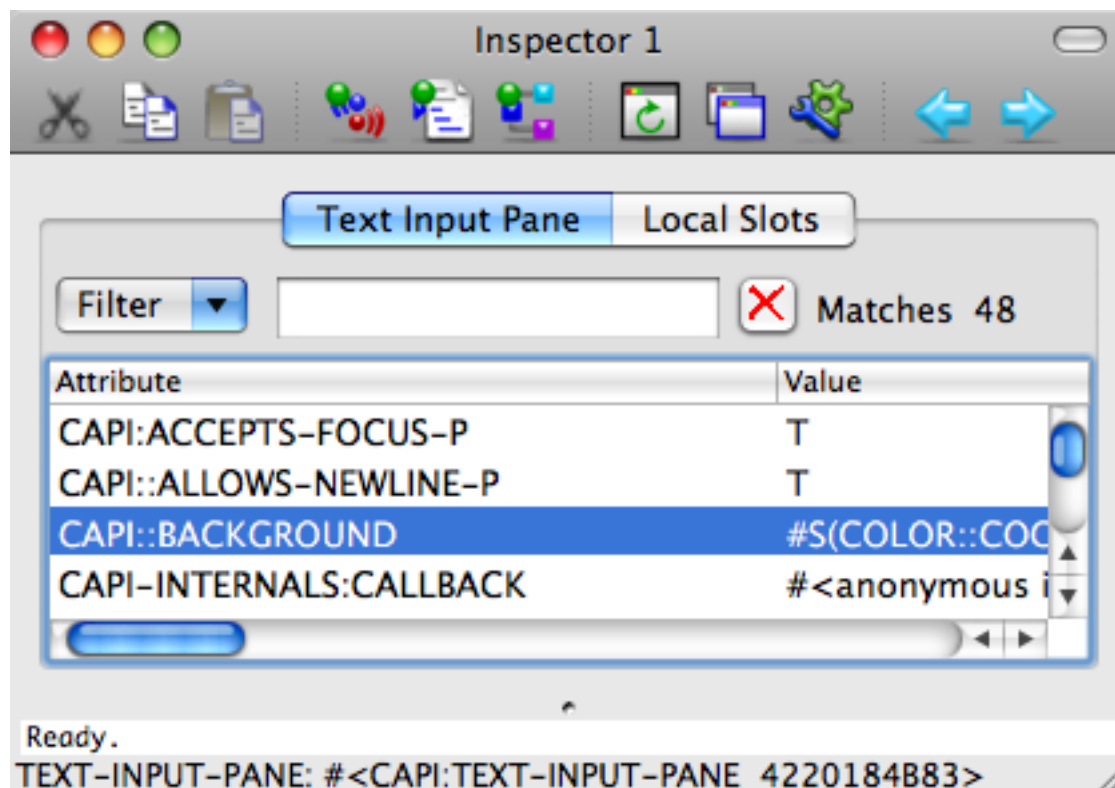 Inspector 1
Text Input Pane Local Slots
Filter Matches 48
Attribute Value
CAPI:ACCEPTS-FOCUS-P T
CAPI::ALLOWS-NEWLINE-P T
CAPI::BACKGROUND #S(COLOR::COC
CAPI-INTERNALS:CALLBACK #<anonymous i
Ready.
TEXT-INPUT-PANE: #<CAPI:TEXT-INPUT-PANE 4220184B83>